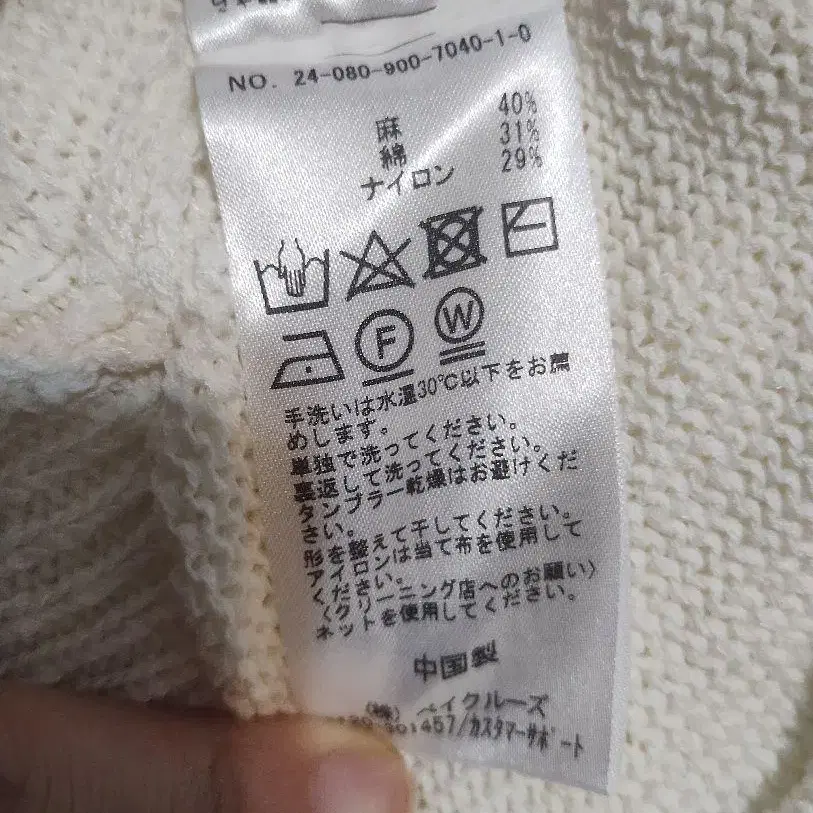 NO. 24-080-900-7040-1-0
麻 40%
綿 31%
ナイロン 29%
F W
手洗いは水温30℃以下をお薦
めします。
単独で洗ってください。
裏返して洗ってください。
タンブラー乾燥はお避けくだ
さい。
形を整えて干してください。
アイロンは当て布を使用して
ください。
〈クリーニング店へのお願い〉
ネットを使用してください。
中国製
(株) ベイクルーズ
1457/カスタマーサポート